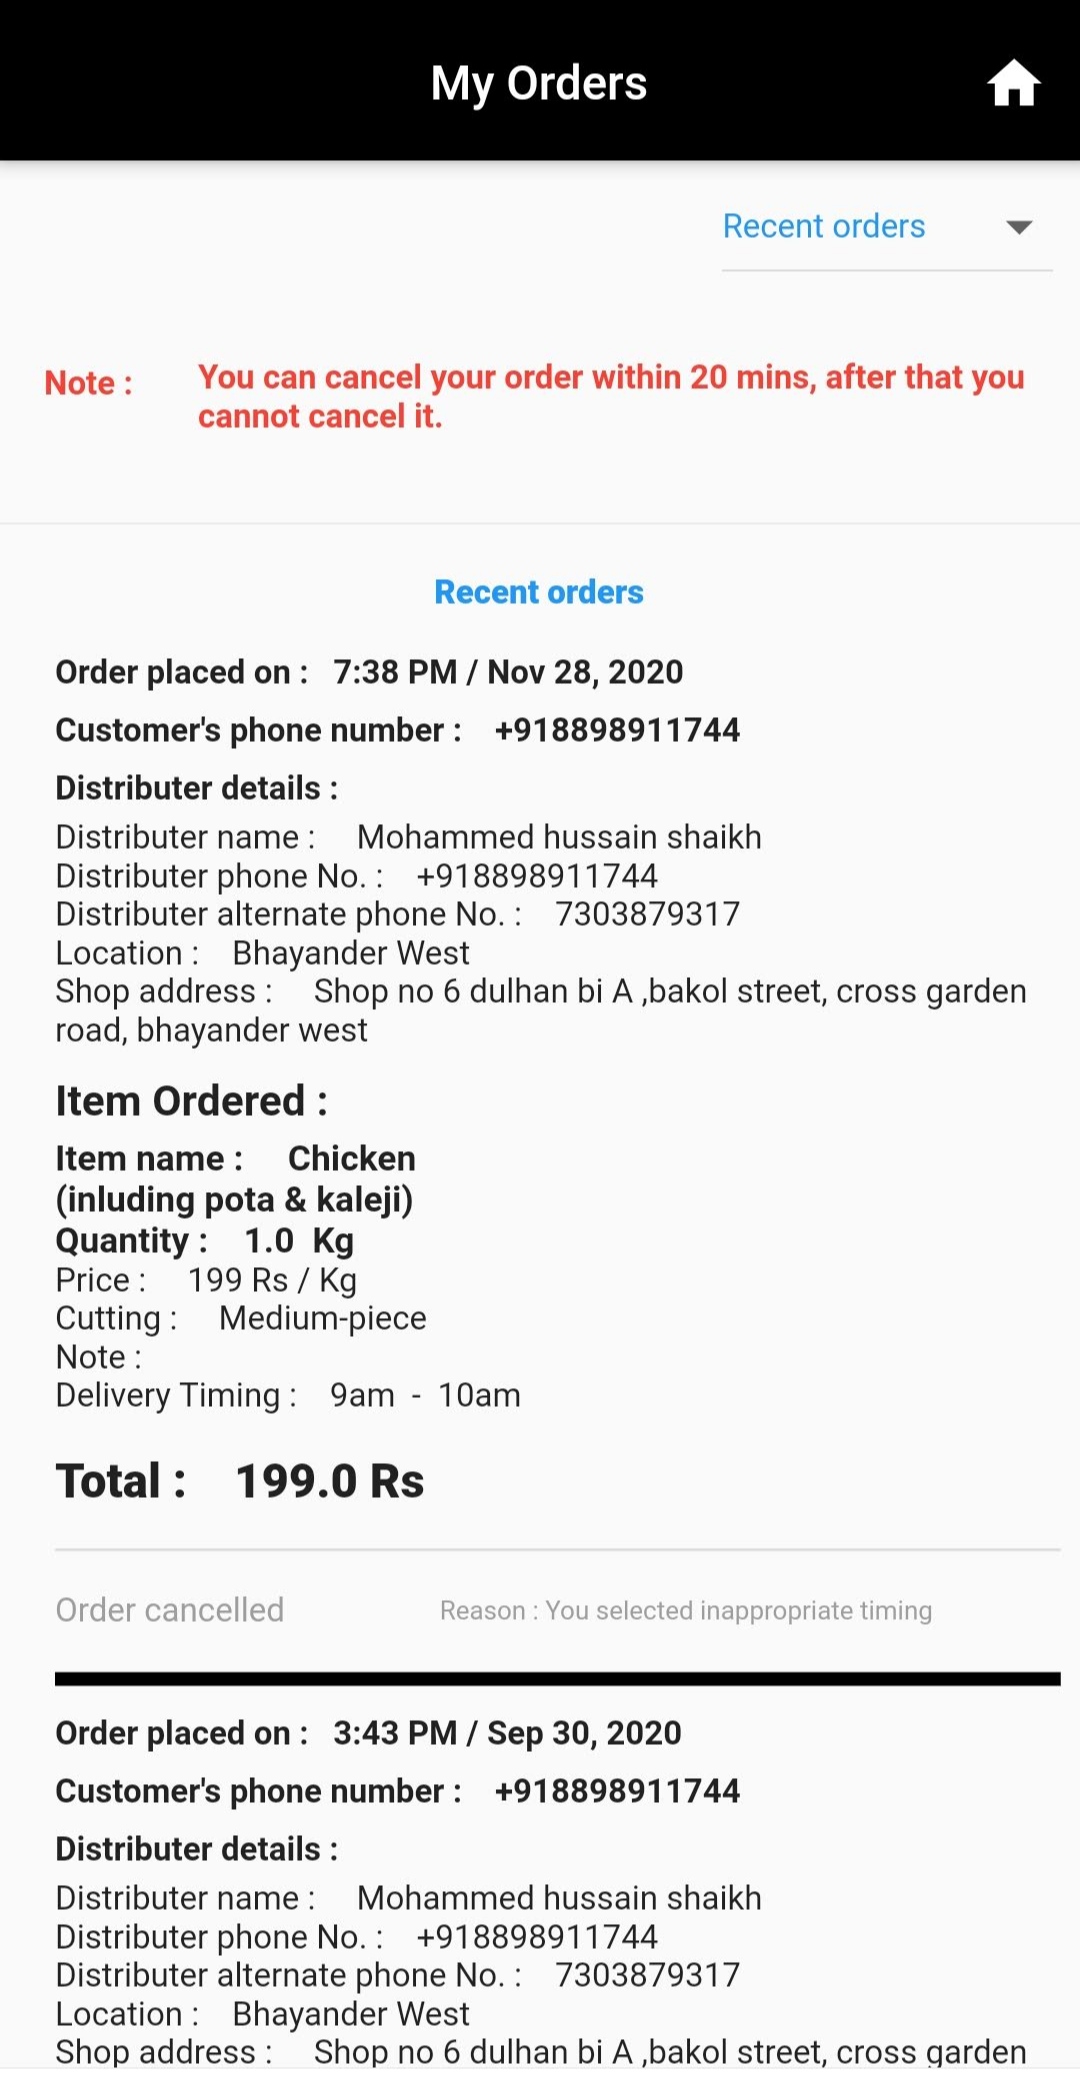 My Orders
Recent orders
Note :
You can cancel your order within 20 mins, after that you
cannot cancel it.
Recent orders
Order placed on : 7:38 PM / Nov 28, 2020
Customer's phone number : +918898911744
Distributer details :
Distributer name : Mohammed hussain shaikh
Distributer phone No. : +918898911744
Distributer alternate phone No. : 7303879317
Location : Bhayander West
Shop address : Shop no 6 dulhan bi A ,bakol street, cross garden
road, bhayander west
Item Ordered :
Item name : Chicken
(inluding pota & kaleji)
Quantity : 1.0 Kg
Price : 199 Rs / Kg
Cutting : Medium-piece
Note :
Delivery Timing : 9am - 10am
Total : 199.0 Rs
Order cancelled Reason : You selected inappropriate timing
Order placed on : 3:43 PM / Sep 30, 2020
Customer's phone number : +918898911744
Distributer details :
Distributer name : Mohammed hussain shaikh
Distributer phone No. : +918898911744
Distributer alternate phone No. : 7303879317
Location : Bhayander West
Shop address : Shop no 6 dulhan bi A ,bakol street, cross garden